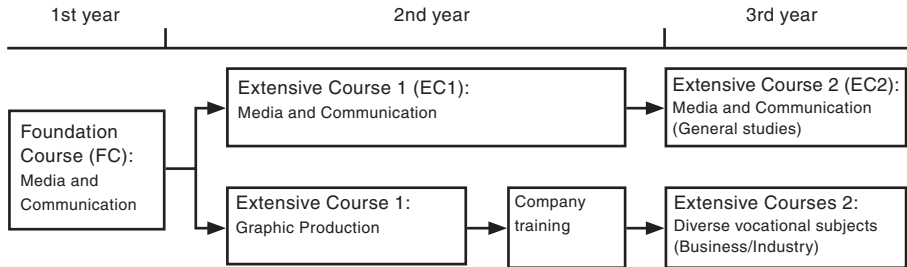 1st year
2nd year
3rd year
Foundation
Course (FC):
Media and
Communication
Extensive Course 1 (EC1):
Media and Communication
Extensive Course 2 (EC2):
Media and Communication
(General studies)
Extensive Course 1:
Graphic Production
Company
training
Extensive Courses 2:
Diverse vocational subjects
(Business/Industry)